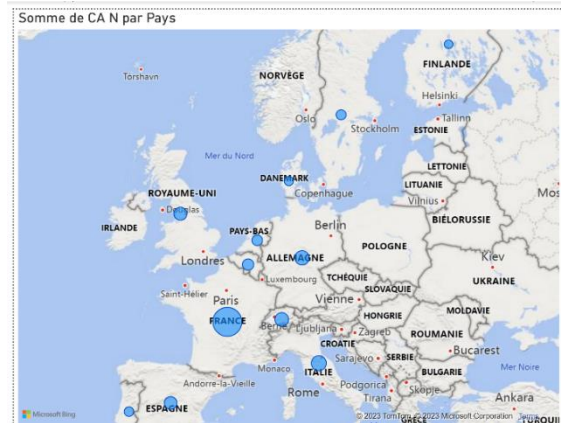 Somme de CA N par Pays
Torshavn
NORVÈGE
FINLANDE
Helsinki
Oslo
Stockholm
Tallinn
ESTONIE
Mer du Nord
LETTONIE
DANEMARK
Copenhague
LITUANIE
Vilnius
Mos
ROYAUME-UNI
Douglas
IRLANDE
BIÉLORUSSIE
PAYS-BAS
Berlin
POLOGNE
Londres
ALLEMAGNE
Kiev
Luxembourg
TCHÉQUIE
UKRAINE
SLOVAQUIE
Saint-Hélier
Paris
Vienne
MOLDAVIE
HONGRIE
FRANCE
Berne
Ljubljana
Zagreb
ROUMANIE
CROATIE
Bucarest
Sarajevo
SERBIE
Monaco
ITALIE
BULGARIE
Mer Noire
Andorre-la-Vieille
Podgorica
Skopje
Rome
Tirana
Ankara
ESPAGNE
GRÈCE
TURQUI
Microsoft Bing
© 2023 TomTom, © 2023 Microsoft Corporation Terms